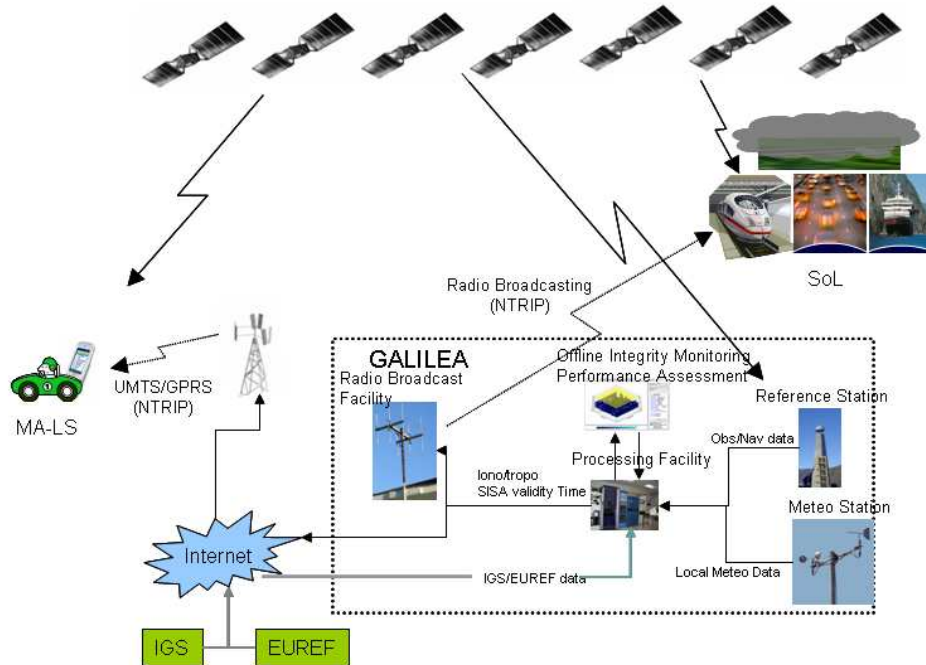 SoL
Radio Broadcasting
(NTRIP)
GALILEA
Offline Integrity Monitoring
Performance Assessment
Radio Broadcast
Facility
Reference Station
UMTS/GPRS
(NTRIP)
MA-LS
1
Obs/Nav data
Processing Facility
Iono/tropo
SISA validity Time
Meteo Station
Internet
IGS/EUREF data
Local Meteo Data
IGS
EUREF